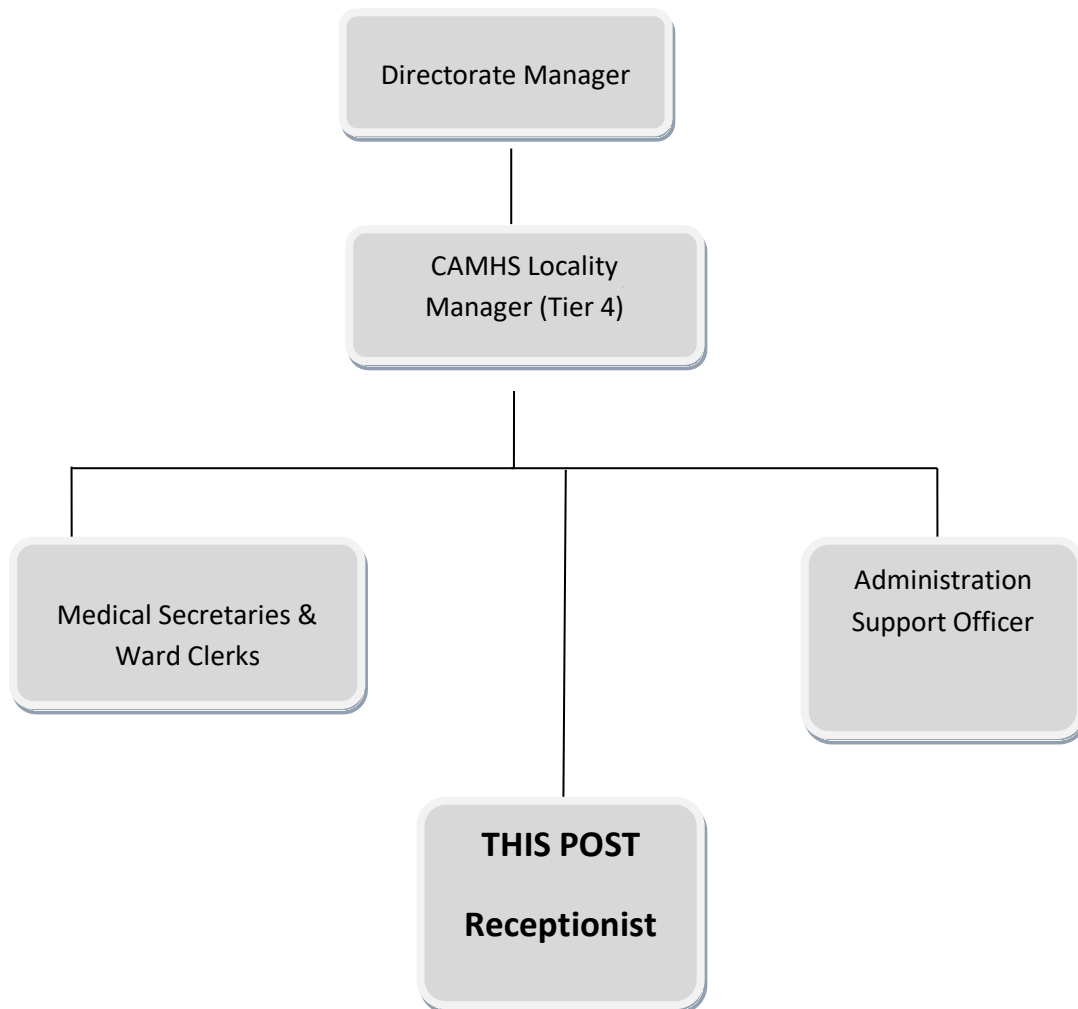 Directorate Manager
CAMHS Locality
Manager (Tier 4)
Medical Secretaries &
Ward Clerks
Administration
Support Officer
THIS POST
Receptionist